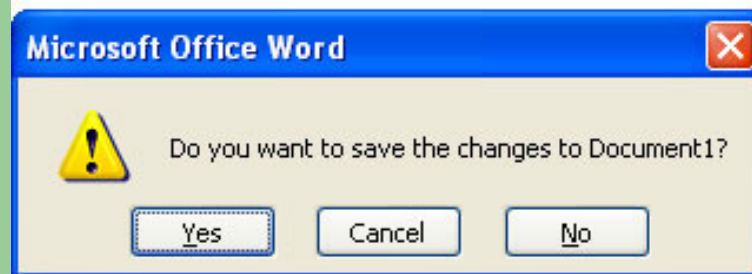 Microsoft Office Word
Do you want to save the changes to Document1?
Yes Cancel No